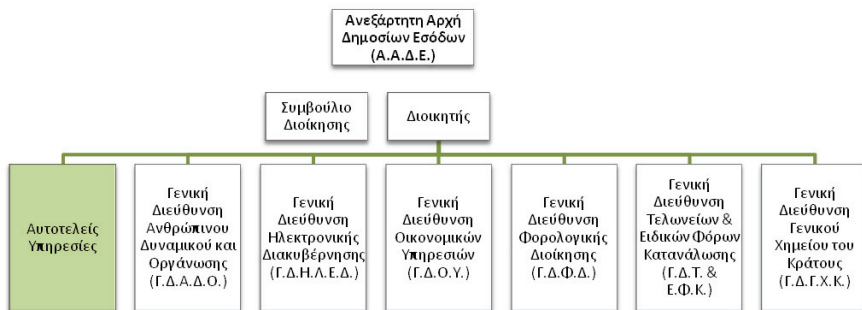 Ανεξάρτητη Αρχή
Δημοσίων Εσόδων
(Α.Α.Δ.Ε.)
Συμβούλιο
Διοίκησης
Διοικητής
Αυτοτελείς
Υπηρεσίες
Γενική
Διεύθυνση
Ανθρώπινου
Δυναμικού και
Οργάνωσης
(Γ.Δ.Α.Δ.Ο.)
Γενική
Διεύθυνση
Ηλεκτρονικής
Διακυβέρνησης
(Γ.Δ.Η.Λ.Ε.Δ.)
Γενική
Διεύθυνση
Οικονομικών
Υπηρεσιών
(Γ.Δ.Ο.Υ.)
Γενική
Διεύθυνση
Φορολογικής
Διοίκησης
(Γ.Δ.Φ.Δ.)
Γενική
Διεύθυνση
Τελωνείων &
Ειδικών Φόρων
Κατανάλωσης
(Γ.Δ.Τ. &
Ε.Φ.Κ.)
Γενική
Διεύθυνση
Γενικού
Χημείου του
Κράτους
(Γ.Δ.Γ.Χ.Κ.)